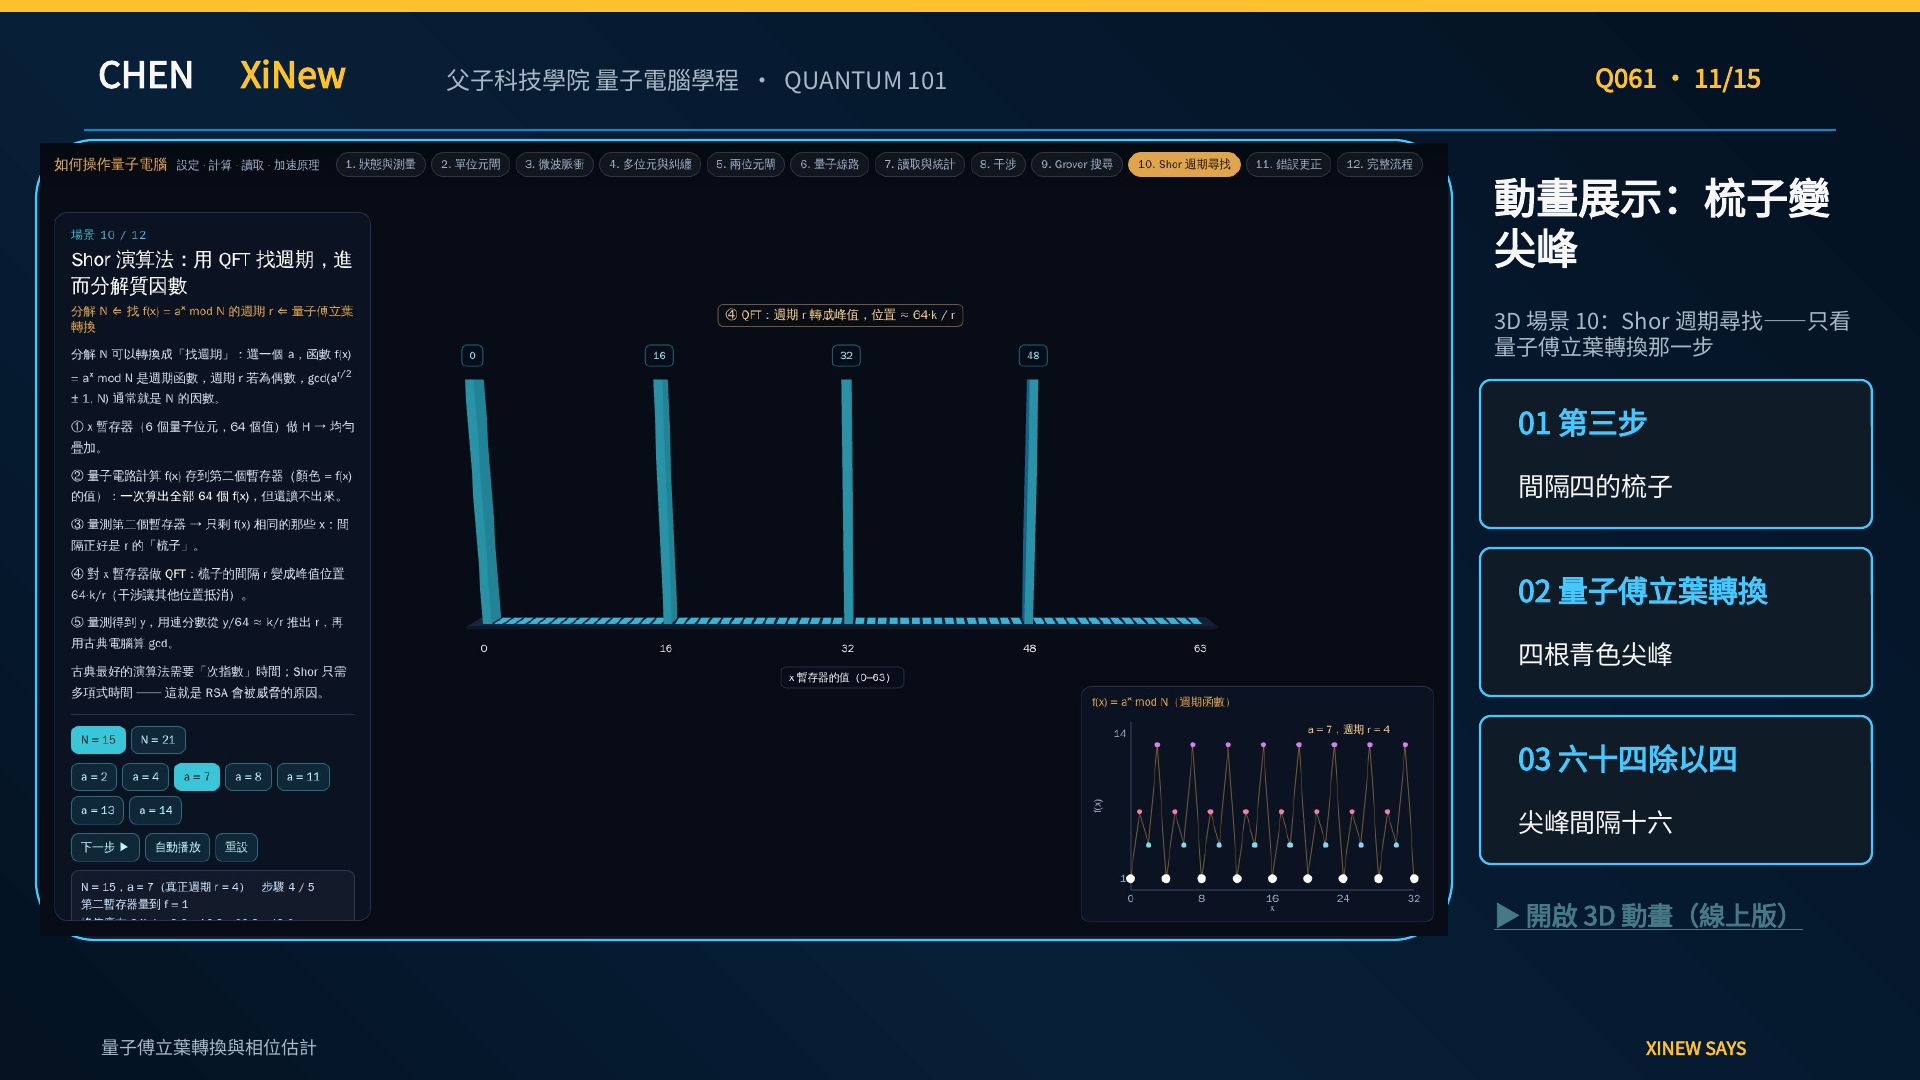 CHEN XiNew
父子科技學院 量子電腦學程 • QUANTUM 101
Q061 • 11/15
如何操作量子電腦 設定 · 計算 · 讀取 · 加速原理
1. 狀態與測量
2. 單位元閘
3. 微波脈衝
4. 多位元與糾纏
5. 兩位元閘
6. 量子線路
7. 讀取與統計
8. 干涉
9. Grover 搜尋
10. Shor 週期尋找
11. 錯誤更正
12. 完整流程
場景 10 / 12
Shor 演算法：用 QFT 找週期，進
而分解質因數
分解 N ⇐ 找 f(x) = aˣ mod N 的週期 r ⇐ 量子傅立葉
轉換
分解 N 可以轉換成「找週期」：選一個 a，函數 f(x)
= aˣ mod N 是週期函數，週期 r 若為偶數，gcd(a^(r/2)
± 1, N) 通常就是 N 的因數。
① x 暫存器（6 個量子位元，64 個值）做 H → 均勻
疊加。
② 量子電路計算 f(x) 存到第二個暫存器（顏色 = f(x)
的值）：一次算出全部 64 個 f(x)，但還讀不出來。
③ 量測第二個暫存器 → 只剩 f(x) 相同的那些 x：間
隔正好是 r 的「梳子」。
④ 對 x 暫存器做 QFT：梳子的間隔 r 變成峰值位置
64·k/r（干涉讓其他位置抵消）。
⑤ 量測得到 y，用連分數從 y/64 ≈ k/r 推出 r，再
用古典電腦算 gcd。
古典最好的演算法需要「次指數」時間；Shor 只需
多項式時間 —— 這就是 RSA 會被威脅的原因。
N = 15
N = 21
a = 2
a = 4
a = 7
a = 8
a = 11
a = 13
a = 14
下一步 ▶
自動播放
重設
N = 15，a = 7（真正週期 r = 4） 步驟 4 / 5
第二暫存器量到 f = 1
④ QFT：週期 r 轉成峰值，位置 ≈ 64·k / r
0
16
32
48
0
16
32
48
63
x 暫存器的值（0–63）
f(x) = aˣ mod N（週期函數）
a = 7，週期 r = 4
14
f(x)
1
0
8
16
24
32
x
動畫展示：梳子變
尖峰
3D 場景 10：Shor 週期尋找——只看
量子傅立葉轉換那一步
01 第三步
間隔四的梳子
02 量子傅立葉轉換
四根青色尖峰
03 六十四除以四
尖峰間隔十六
▶ 開啟 3D 動畫（線上版）
量子傅立葉轉換與相位估計
XINEW SAYS